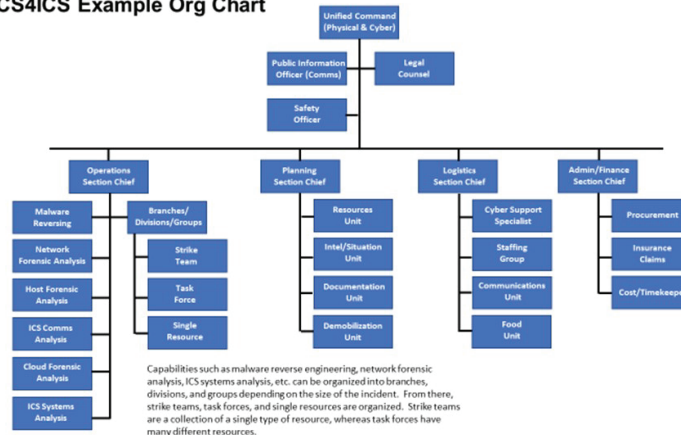 CS4ICS Example Org Chart
Unified Command
(Physical & Cyber)
Public Information
Officer (Comms)
Legal
Counsel
Safety
Officer
Operations
Section Chief
Planning
Section Chief
Logistics
Section Chief
Admin/Finance
Section Chief
Malware
Reversing
Branches/
Divisions/Groups
Network
Forensic Analysis
Strike
Team
Host Forensic
Analysis
Task
Force
ICS Comms
Analysis
Single
Resource
Cloud Forensic
Analysis
ICS Systems
Analysis
Resources
Unit
Intel/Situation
Unit
Documentation
Unit
Demobilization
Unit
Cyber Support
Specialist
Staffing
Group
Communications
Unit
Food
Unit
Procurement
Insurance
Claims
Cost/Timekeepe
Capabilities such as malware reverse engineering, network forensic
analysis, ICS systems analysis, etc. can be organized into branches,
divisions, and groups depending on the size of the incident. From there,
strike teams, task forces, and single resources are organized. Strike teams
are a collection of a single type of resource, whereas task forces have
many different resources.